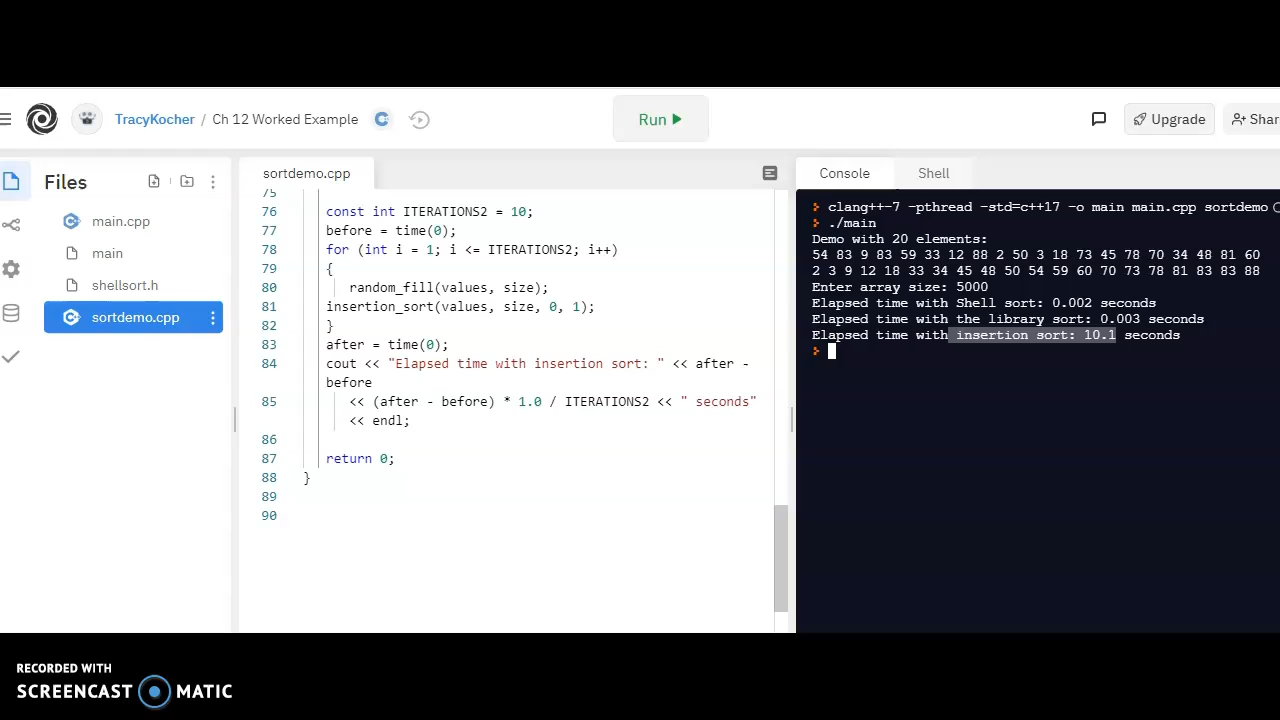 TracyKocher / Ch 12 Worked Example
Run
Upgrade
Shar
Files
main.cpp
main
shellsort.h
sortdemo.cpp
sortdemo.cpp
75
76 const int ITERATIONS2 = 10;
77 before = time(0);
78 for (int i = 1; i <= ITERATIONS2; i++)
79 {
80 random_fill(values, size);
81 insertion_sort(values, size, 0, 1);
82 }
83 after = time(0);
84 cout << "Elapsed time with insertion sort: " << after -
before
85 << (after - before) * 1.0 / ITERATIONS2 << " seconds"
<< endl;
86
87 return 0;
88 }
89
90
Console Shell
clang++-7 -pthread -std=c++17 -o main main.cpp sortdemo
./main
Demo with 20 elements:
54 83 9 83 59 33 12 88 2 50 3 18 73 45 78 70 34 48 81 60
2 3 9 12 18 33 34 45 48 50 54 59 60 70 73 78 81 83 83 88
Enter array size: 5000
Elapsed time with Shell sort: 0.002 seconds
Elapsed time with the library sort: 0.003 seconds
Elapsed time with insertion sort: 10.1 seconds
RECORDED WITH
SCREENCAST MATIC